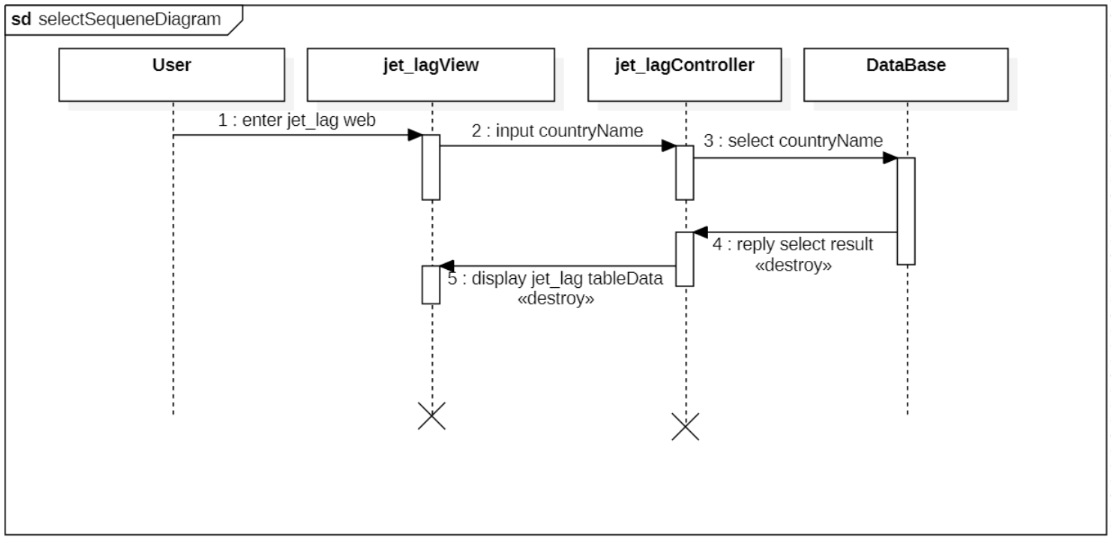 sd selectSequeneDiagram
User
jet_lagView
jet_lagController
DataBase
1 : enter jet_lag web
2 : input countryName
3 : select countryName
4 : reply select result
«destroy»
5 : display jet_lag tableData
«destroy»